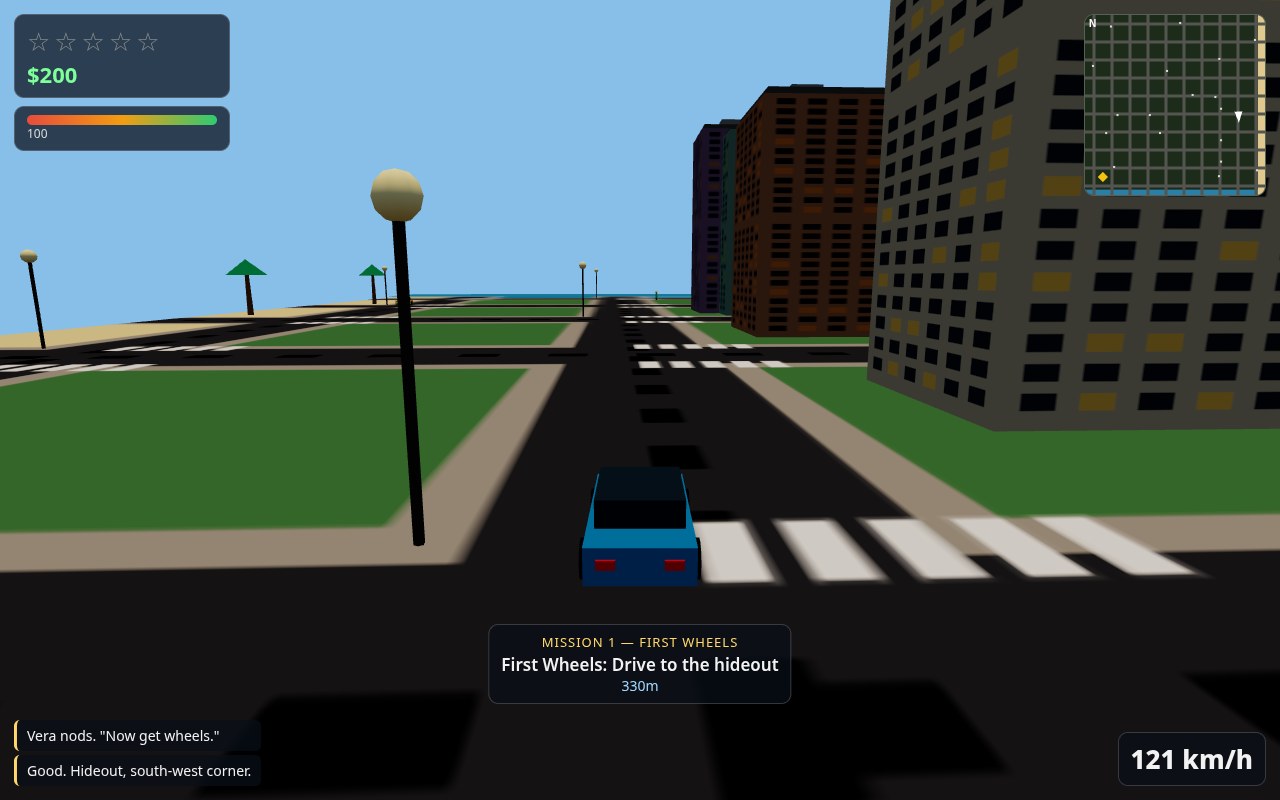 ☆☆☆☆☆
$200
100
N
MISSION 1 — FIRST WHEELS
First Wheels: Drive to the hideout
330m
Vera nods. "Now get wheels."
Good. Hideout, south-west corner.
121 km/h